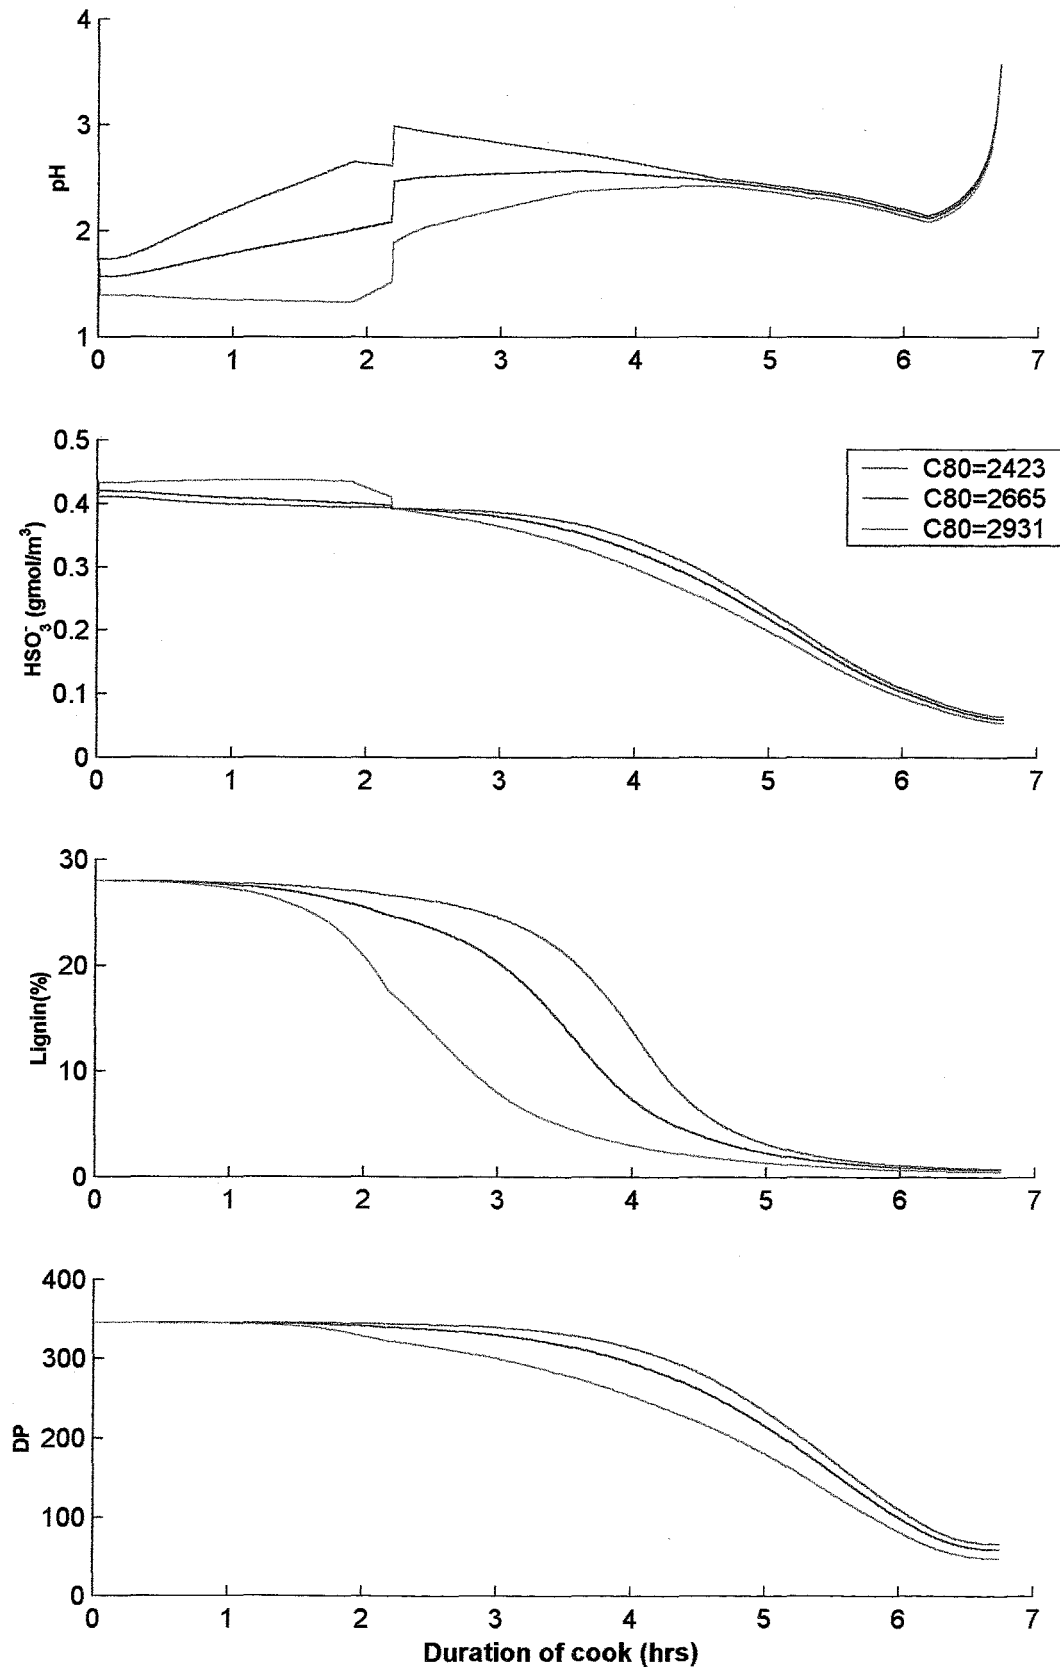 4
3
2
1
pH
0 1 2 3 4 5 6 7
0.5
0.4
0.3
0.2
0.1
0
HSO3- (gmol/m3)
C80=2423
C80=2665
C80=2931
0 1 2 3 4 5 6 7
30
20
10
0
Lignin(%)
0 1 2 3 4 5 6 7
400
300
200
100
0
DP
0 1 2 3 4 5 6 7
Duration of cook (hrs)